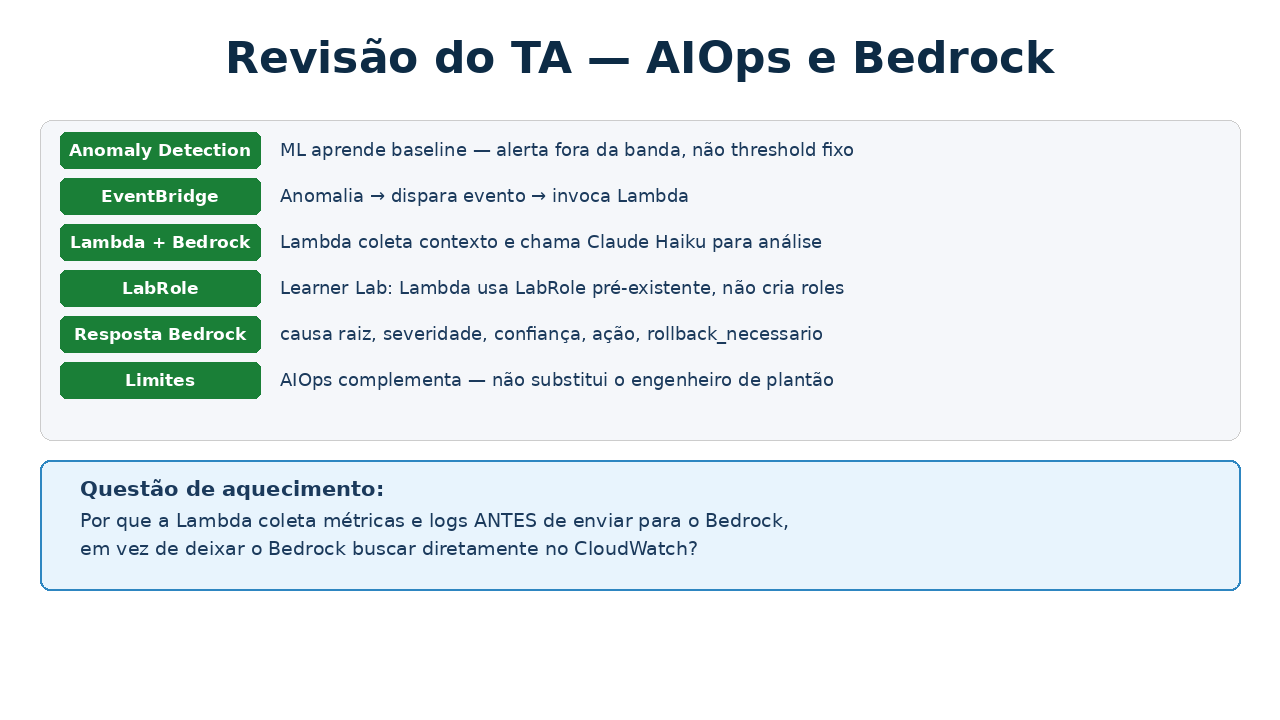 Revisão do TA — AIOps e Bedrock
Anomaly Detection ML aprende baseline — alerta fora da banda, não threshold fixo
EventBridge Anomalia → dispara evento → invoca Lambda
Lambda + Bedrock Lambda coleta contexto e chama Claude Haiku para análise
LabRole Learner Lab: Lambda usa LabRole pré-existente, não cria roles
Resposta Bedrock causa raiz, severidade, confiança, ação, rollback_necessario
Limites AIOps complementa — não substitui o engenheiro de plantão
Questão de aquecimento:
Por que a Lambda coleta métricas e logs ANTES de enviar para o Bedrock,
em vez de deixar o Bedrock buscar diretamente no CloudWatch?